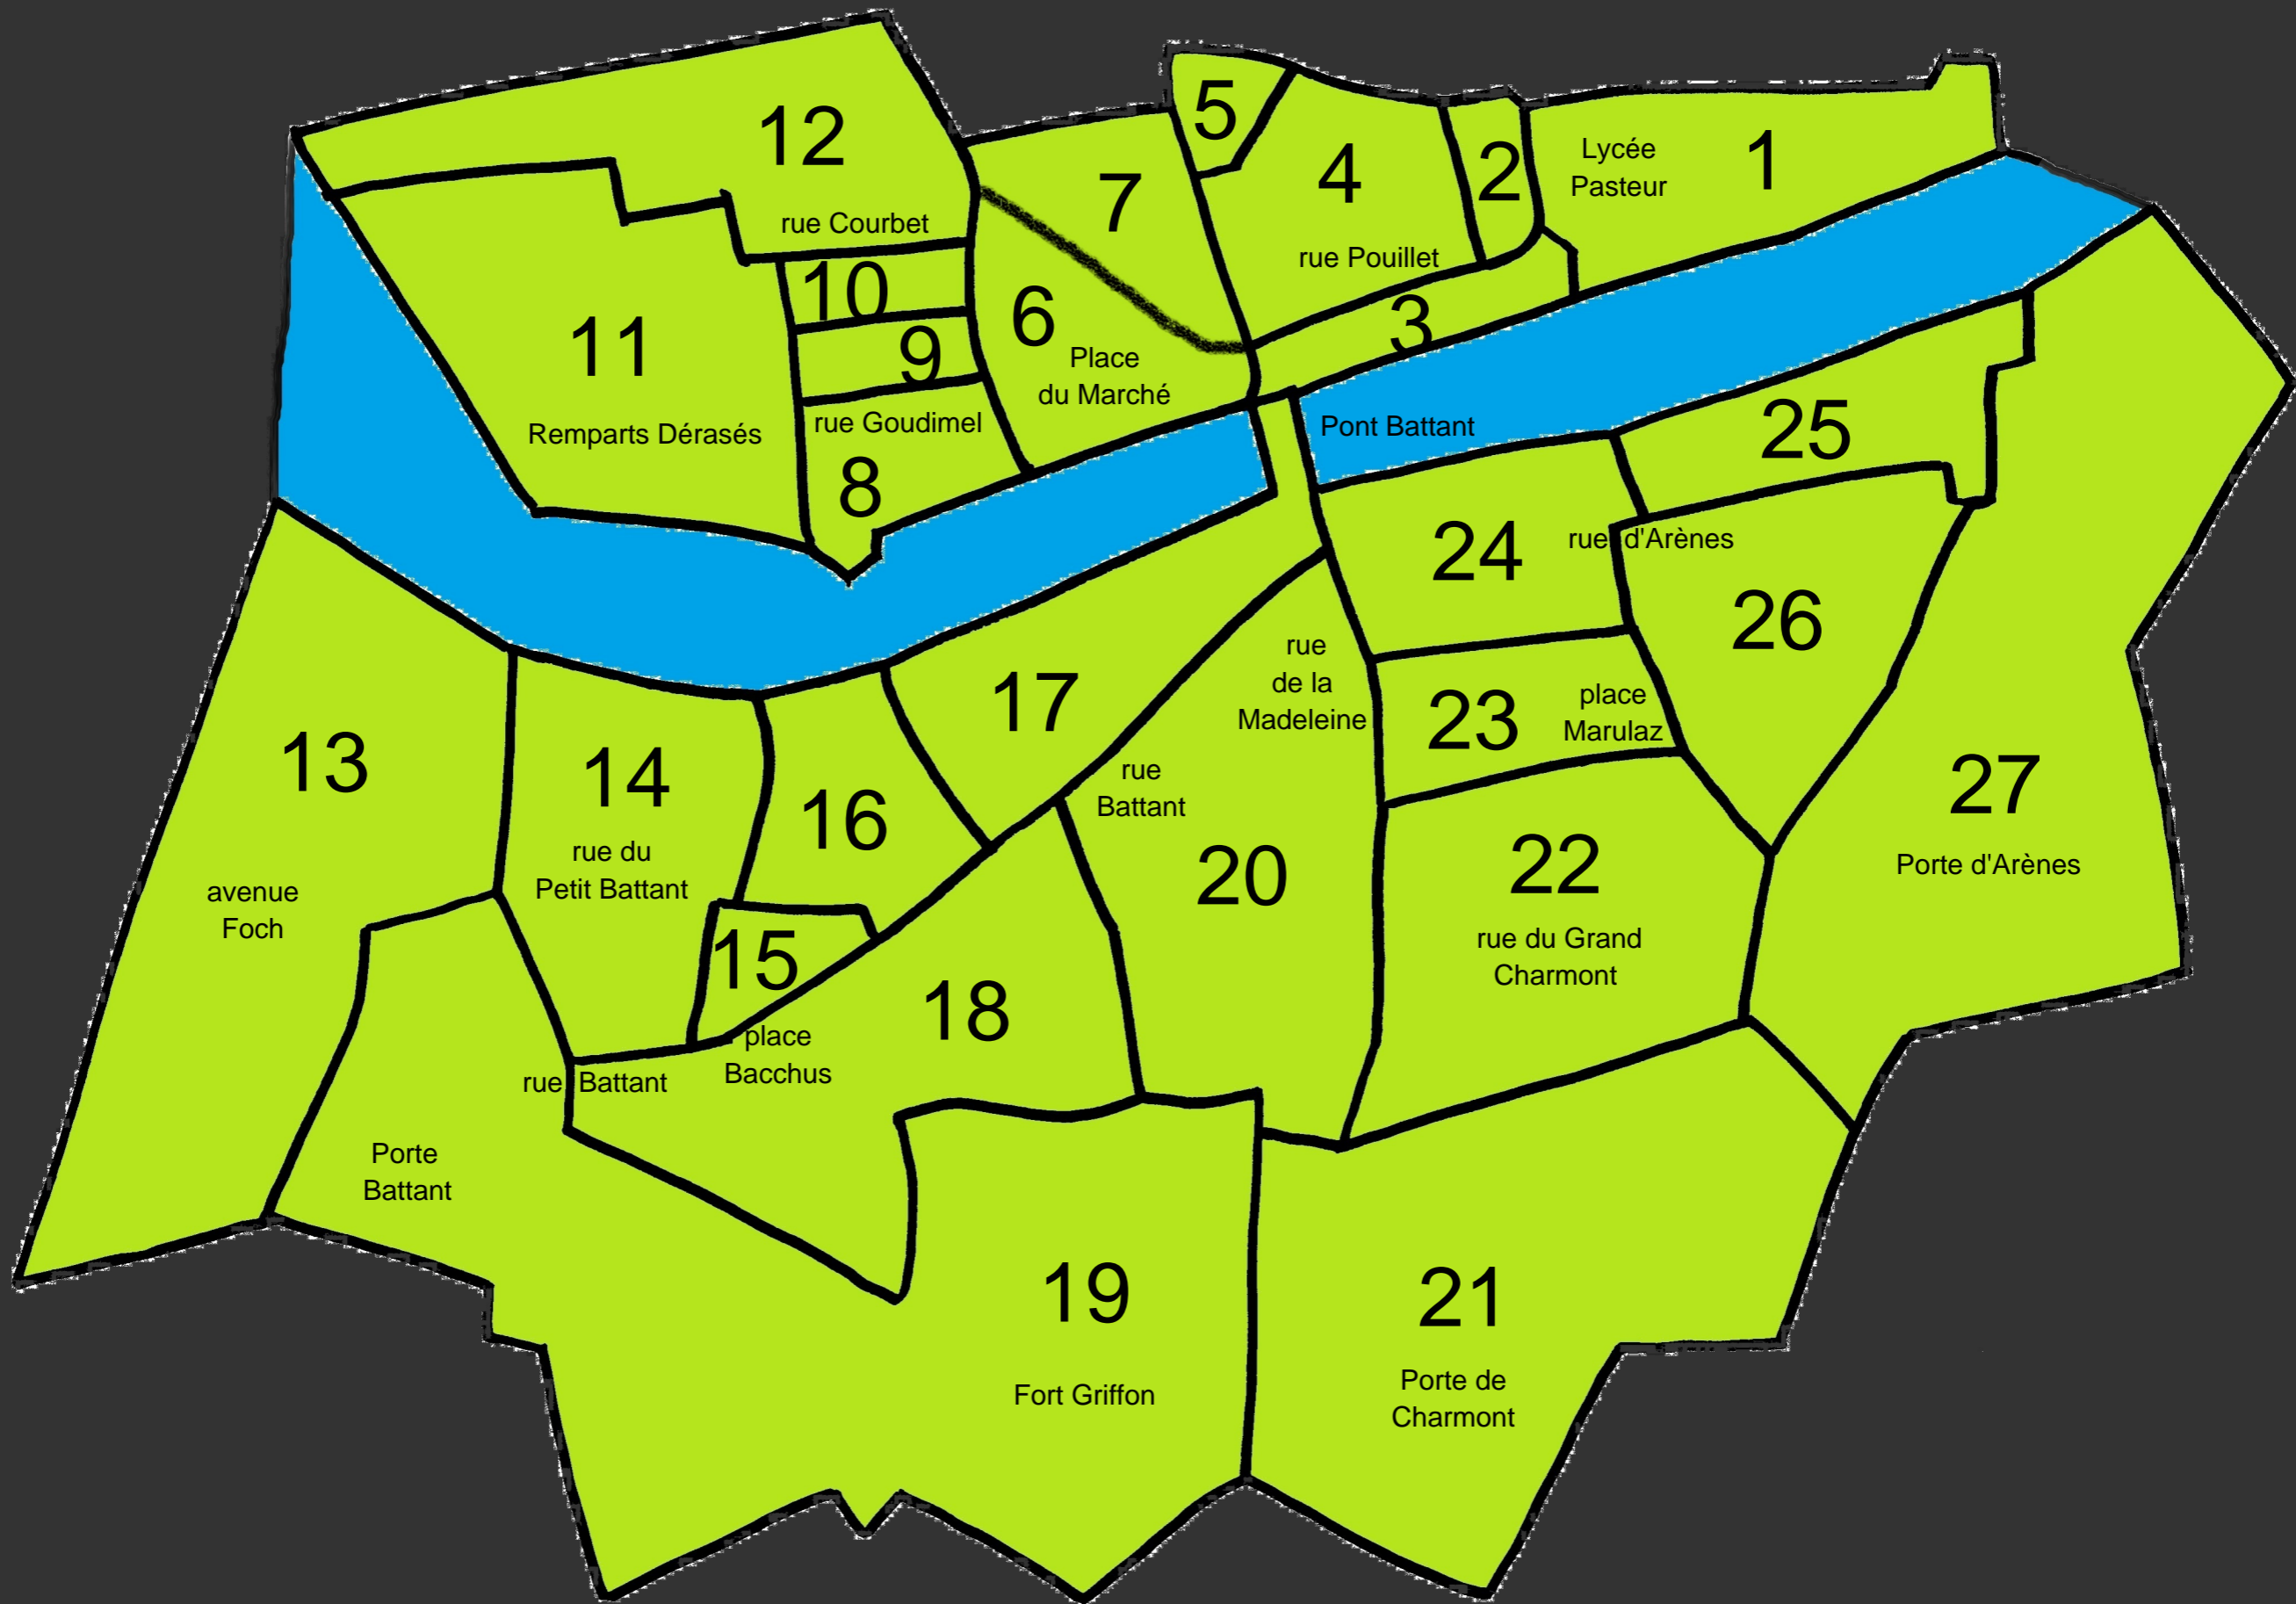 12
5
4
2
Lycée
Pasteur
1
7
rue Courbet
rue Pouillet
10
6
3
11
9
Place
du Marché
Remparts Dérasés
rue Goudimel
8
Pont Battant
25
24
rue d'Arènes
26
17
rue
de la
Madeleine
23
place
Marulaz
13
14
16
rue
Battant
20
22
27
rue du
Petit Battant
avenue
Foch
Porte d'Arènes
15
18
rue du Grand
Charmont
place
Bacchus
rue Battant
Porte
Battant
19
21
Fort Griffon
Porte de
Charmont